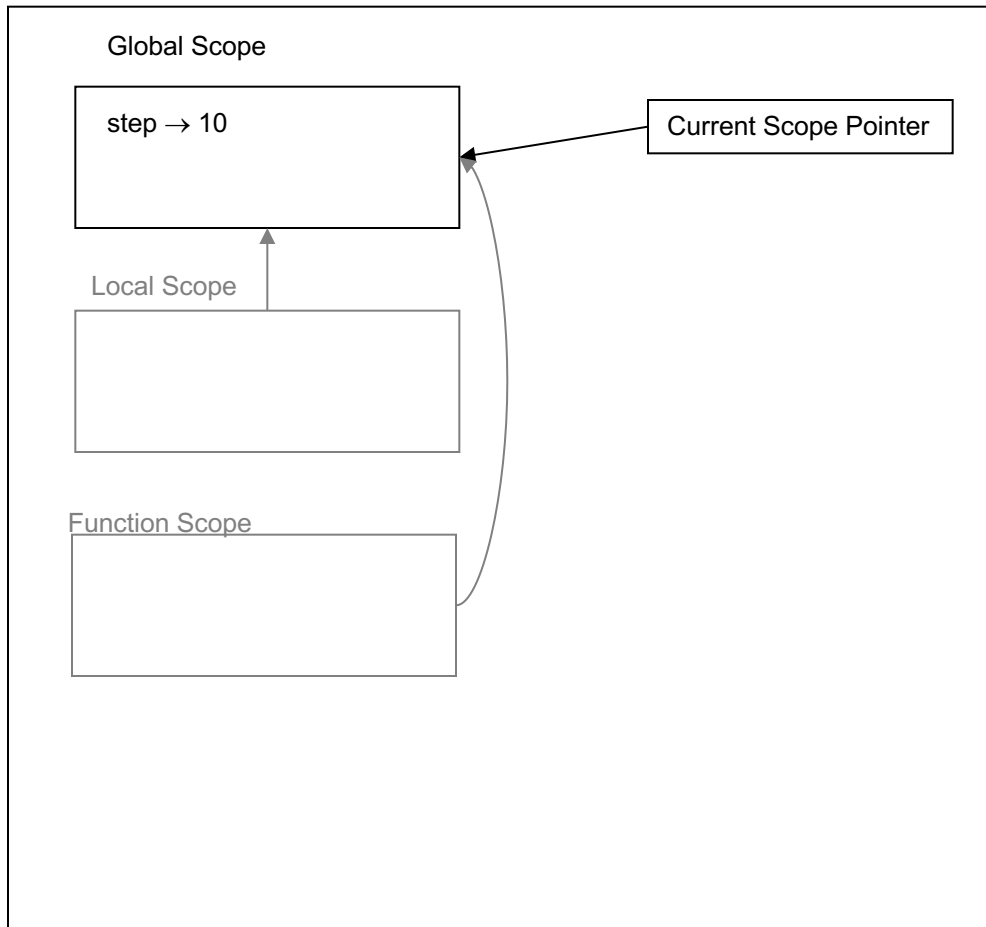 Global Scope
step → 10
Current Scope Pointer
Local Scope
Function Scope